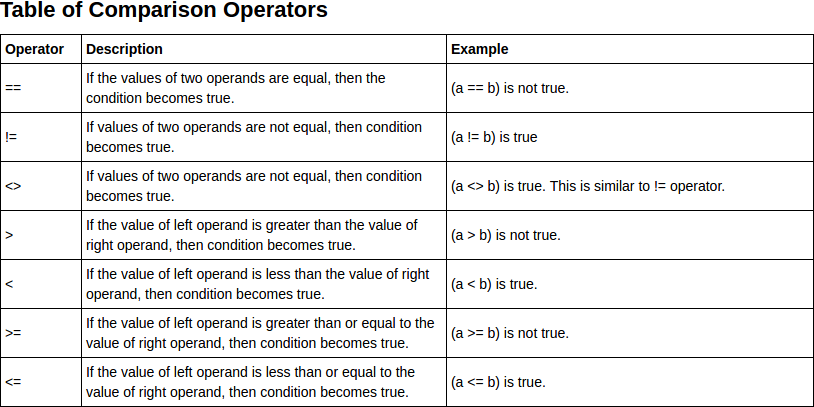 Table of Comparison Operators
Operator Description Example
== If the values of two operands are equal, then the
condition becomes true. (a == b) is not true.
!= If values of two operands are not equal, then condition
becomes true. (a != b) is true
<> If values of two operands are not equal, then condition
becomes true. (a <> b) is true. This is similar to != operator.
> If the value of left operand is greater than the value of
right operand, then condition becomes true. (a > b) is not true.
< If the value of left operand is less than the value of right
operand, then condition becomes true. (a < b) is true.
>= If the value of left operand is greater than or equal to the
value of right operand, then condition becomes true. (a >= b) is not true.
<= If the value of left operand is less than or equal to the
value of right operand, then condition becomes true. (a <= b) is true.